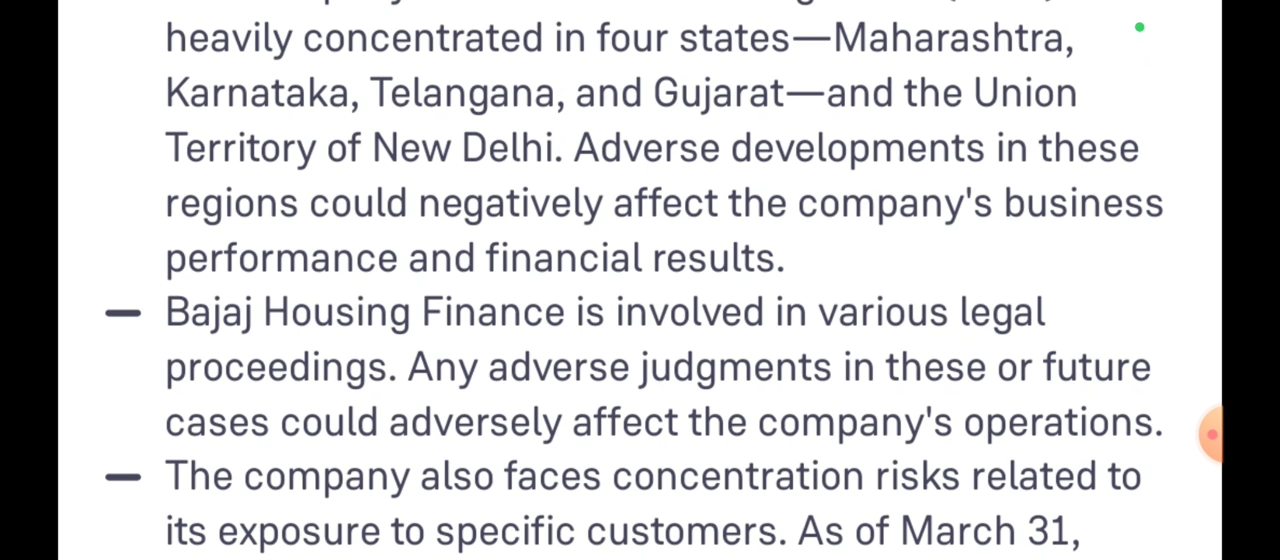 heavily concentrated in four states—Maharashtra,
Karnataka, Telangana, and Gujarat—and the Union
Territory of New Delhi. Adverse developments in these
regions could negatively affect the company's business
performance and financial results.
— Bajaj Housing Finance is involved in various legal
proceedings. Any adverse judgments in these or future
cases could adversely affect the company's operations.
— The company also faces concentration risks related to
its exposure to specific customers. As of March 31,